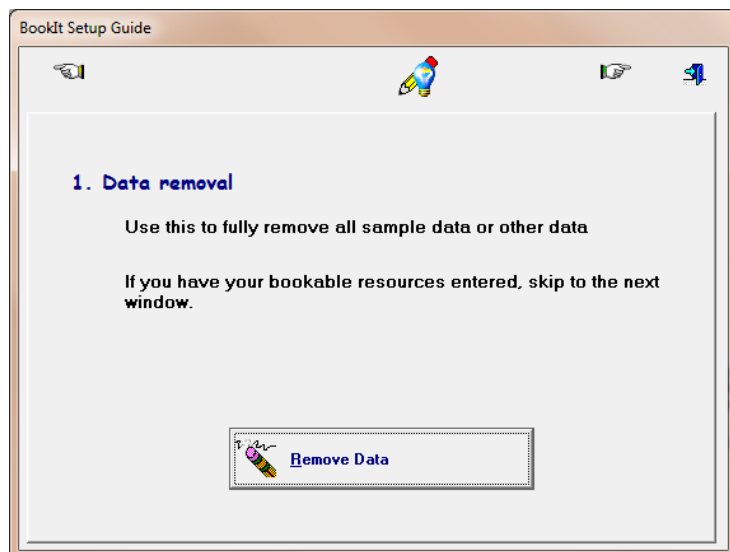 BookIt Setup Guide
1. Data removal
Use this to fully remove all sample data or other data
If you have your bookable resources entered, skip to the next
window.
Remove Data